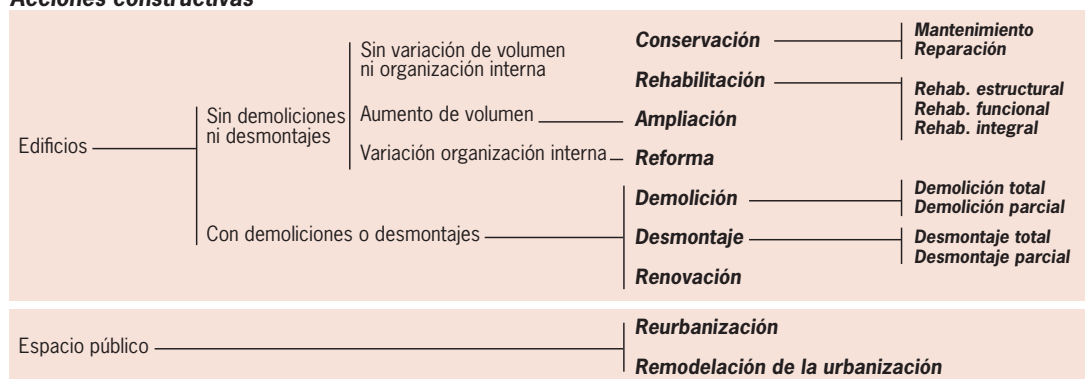 Acciones constructivas
Edificios
Sin demoliciones
ni desmontajes
Sin variación de volumen
ni organización interna
Conservación
Mantenimiento
Reparación
Rehabilitación
Rehab. estructural
Rehab. funcional
Rehab. integral
Aumento de volumen
Ampliación
Variación organización interna
Reforma
Con demoliciones o desmontajes
Demolición
Demolición total
Demolición parcial
Desmontaje
Desmontaje total
Desmontaje parcial
Renovación
Espacio público
Reurbanización
Remodelación de la urbanización